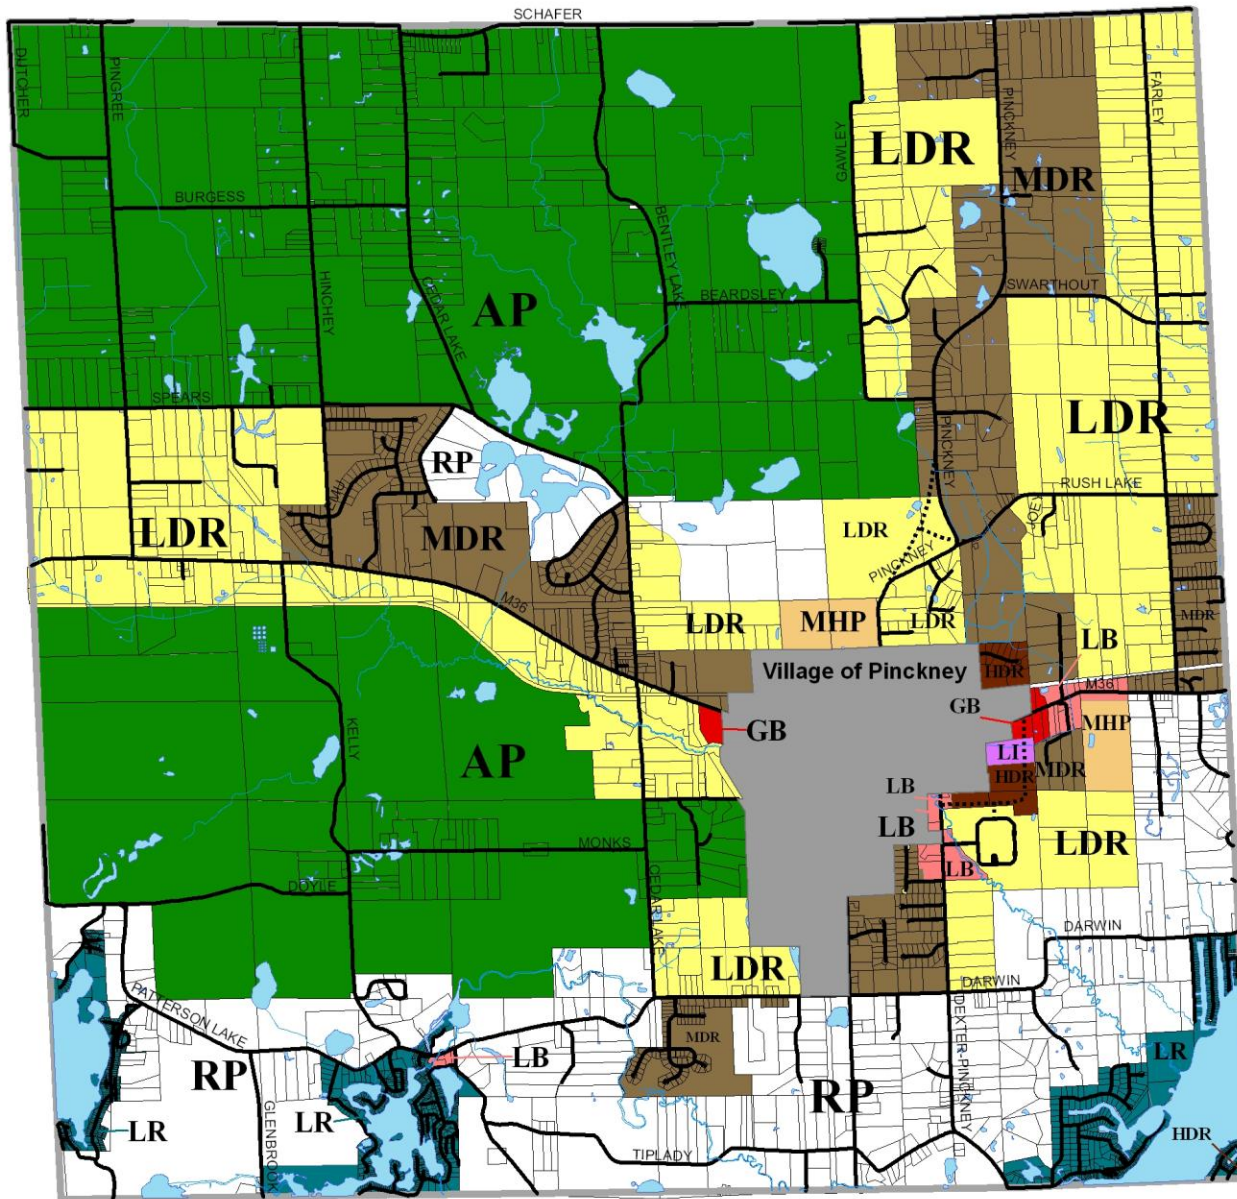 SCHAFER
DUTCHER
PINGREE
FARLEY
PINCKNEY
GAWLEY
LDR
MDR
BURGESS
BENTLEY LAKE
HINCHEY
CEDAR LAKE
BEARDSLEY
SWARTHOUT
AP
SPEARS
LDR
PINCKNEY
RP
RUSH LAKE
JOEY
LDR
MDR
LDR
PINCKNEY
M36
LDR
MHP
LDR
MDR
LB
Village of Pinckney
HDR
M36
GB
GB
MHP
KELLY
AP
LI
MDR
HDR
LB
LB
LDR
MONKS
LB
DOYLE
CEDAR LAKE
DARWIN
LDR
DARWIN
PATTERSON LAKE
DEXTER-PINCKNEY
MDR
LB
LR
RP
RP
GLENBROOK
LR
LR
HDR
TIPLADY